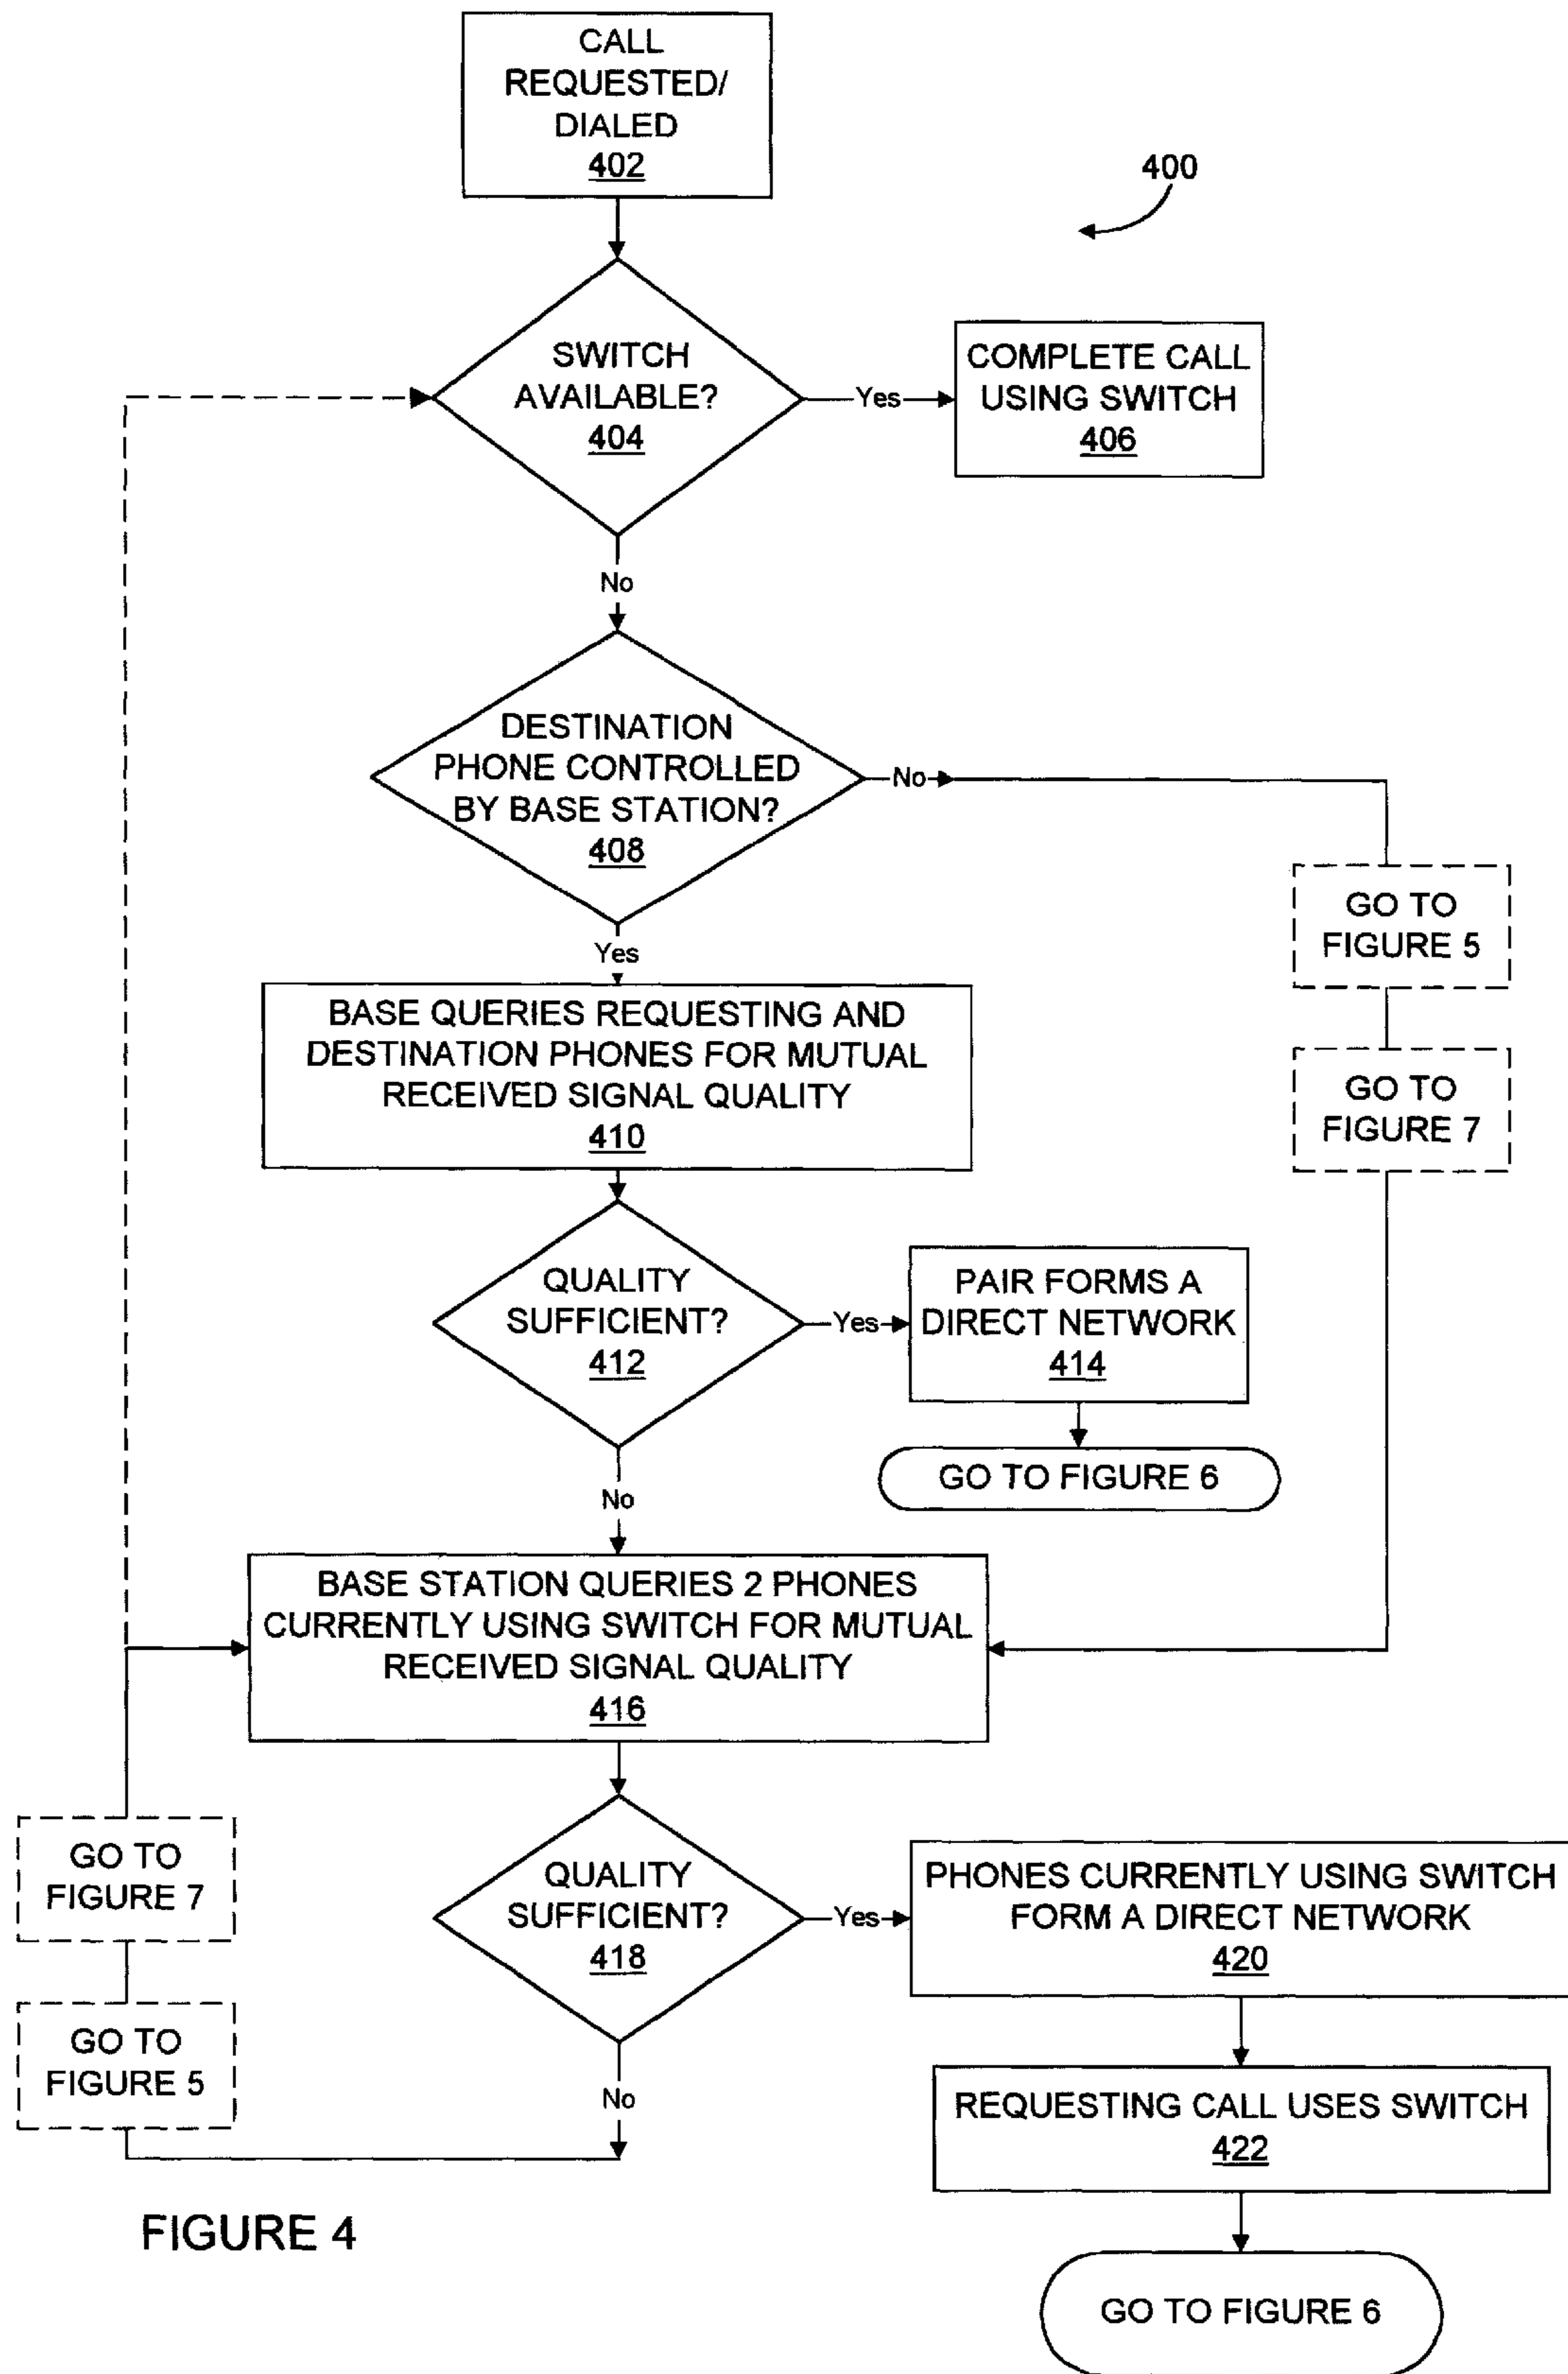 CALL
REQUESTED/
DIALED
402
400
SWITCH
AVAILABLE?
404
Yes
COMPLETE CALL
USING SWITCH
406
No
DESTINATION
PHONE CONTROLLED
BY BASE STATION?
408
No
GO TO
FIGURE 5
GO TO
FIGURE 7
Yes
BASE QUERIES REQUESTING AND
DESTINATION PHONES FOR MUTUAL
RECEIVED SIGNAL QUALITY
410
QUALITY
SUFFICIENT?
412
Yes
PAIR FORMS A
DIRECT NETWORK
414
GO TO FIGURE 6
No
BASE STATION QUERIES 2 PHONES
CURRENTLY USING SWITCH FOR MUTUAL
RECEIVED SIGNAL QUALITY
416
QUALITY
SUFFICIENT?
418
Yes
PHONES CURRENTLY USING SWITCH
FORM A DIRECT NETWORK
420
GO TO
FIGURE 7
GO TO
FIGURE 5
No
REQUESTING CALL USES SWITCH
422
GO TO FIGURE 6
FIGURE 4